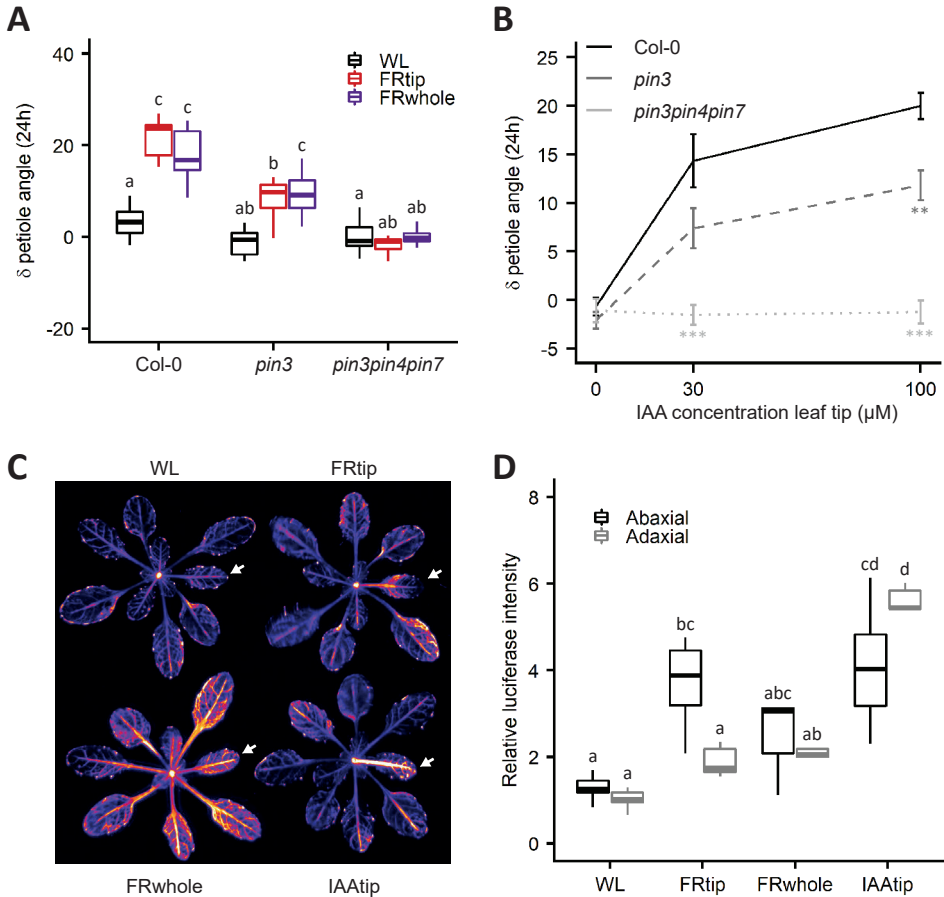 A
δ petiole angle (24h)
40
20
0
-20
WL
FRtip
FRwhole
a
c
c
ab
b
c
a
ab
ab
Col-0
pin3
pin3pin4pin7
B
δ petiole angle (24h)
25
20
15
10
5
0
-5
Col-0
pin3
pin3pin4pin7
**
***
***
0
30
100
IAA concentration leaf tip (µM)
C
WL
FRtip
FRwhole
IAAtip
D
Relative luciferase intensity
8
6
4
2
0
Abaxial
Adaxial
a
a
bc
a
abc
ab
cd
d
WL
FRtip
FRwhole
IAAtip